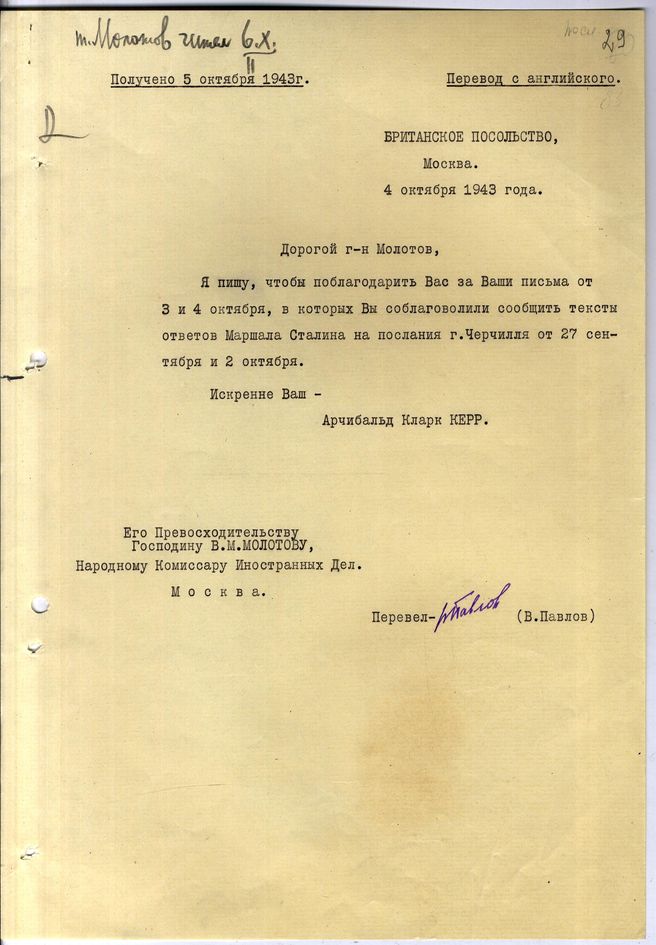 т. Молотов читал 6.X.
II
29
Получено 5 октября 1943г.
Перевод с английского.
БРИТАНСКОЕ ПОСОЛЬСТВО,
Москва.
4 октября 1943 года.
Дорогой г-н Молотов,
Я пишу, чтобы поблагодарить Вас за Ваши письма от
3 и 4 октября, в которых Вы соблаговолили сообщить тексты
ответов Маршала Сталина на послания г.Черчилля от 27 сен-
тября и 2 октября.
Искренне Ваш -
Арчибальд Кларк КЕРР.
Его Превосходительству
Господину В.М.МОЛОТОВУ,
Народному Комиссару Иностранных Дел.
Москва.
Перевел- Павлов (В.Павлов)